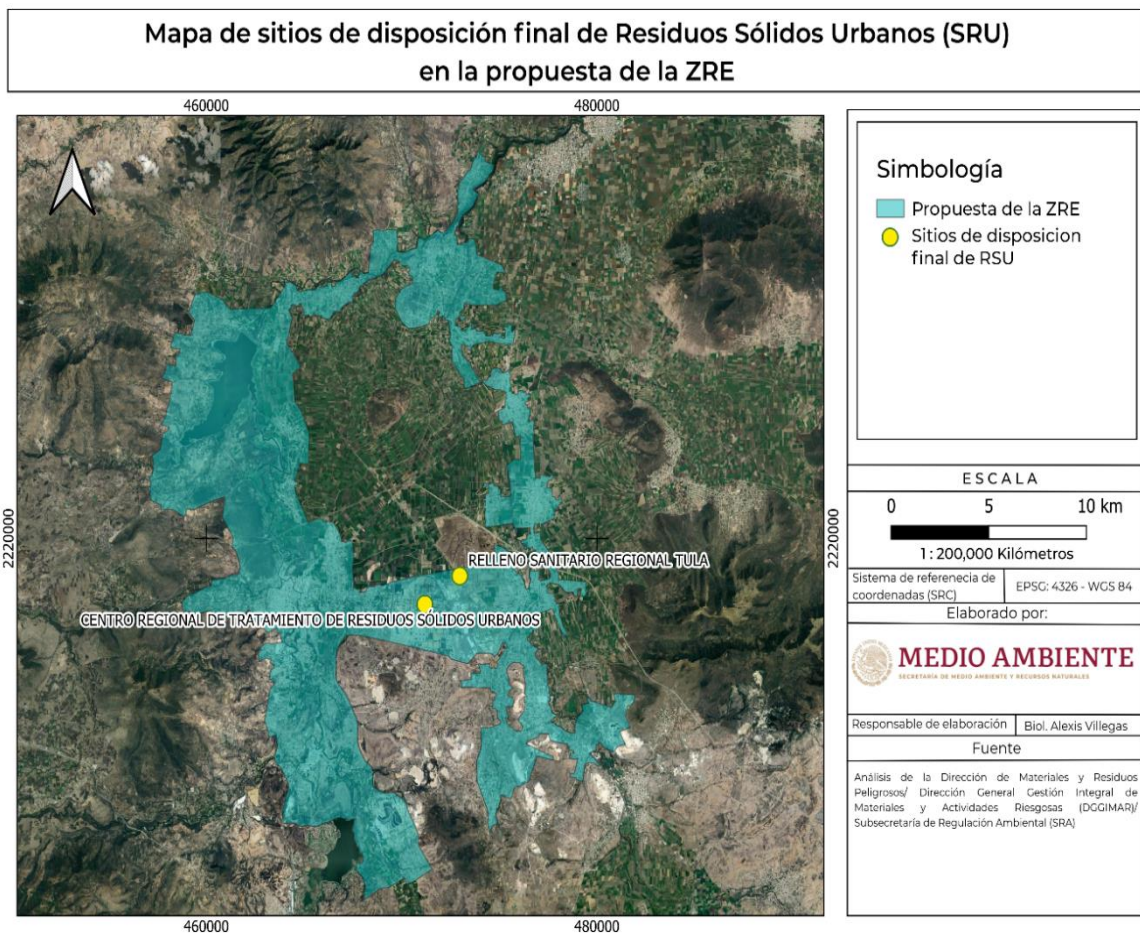 Mapa de sitios de disposición final de Residuos Sólidos Urbanos (SRU)
en la propuesta de la ZRE
460000
480000
2220000
2220000
RELLENO SANITARIO REGIONAL TULA
CENTRO REGIONAL DE TRATAMIENTO DE RESIDUOS SÓLIDOS URBANOS
460000
480000
Simbología
Propuesta de la ZRE
Sitios de disposicion
final de RSU
ESCALA
0 5 10 km
1 : 200,000 Kilómetros
Sistema de referenecia de
coordenadas (SRC)
EPSG: 4326 - WGS 84
Elaborado por:
MEDIO AMBIENTE
SECRETARÍA DE MEDIO AMBIENTE Y RECURSOS NATURALES
Responsable de elaboración
Biol. Alexis Villegas
Fuente
Análisis de la Dirección de Materiales y Residuos
Peligrosos/ Dirección General Gestión Integral de
Materiales y Actividades Riesgosas (DGGIMAR)/
Subsecretaría de Regulación Ambiental (SRA)